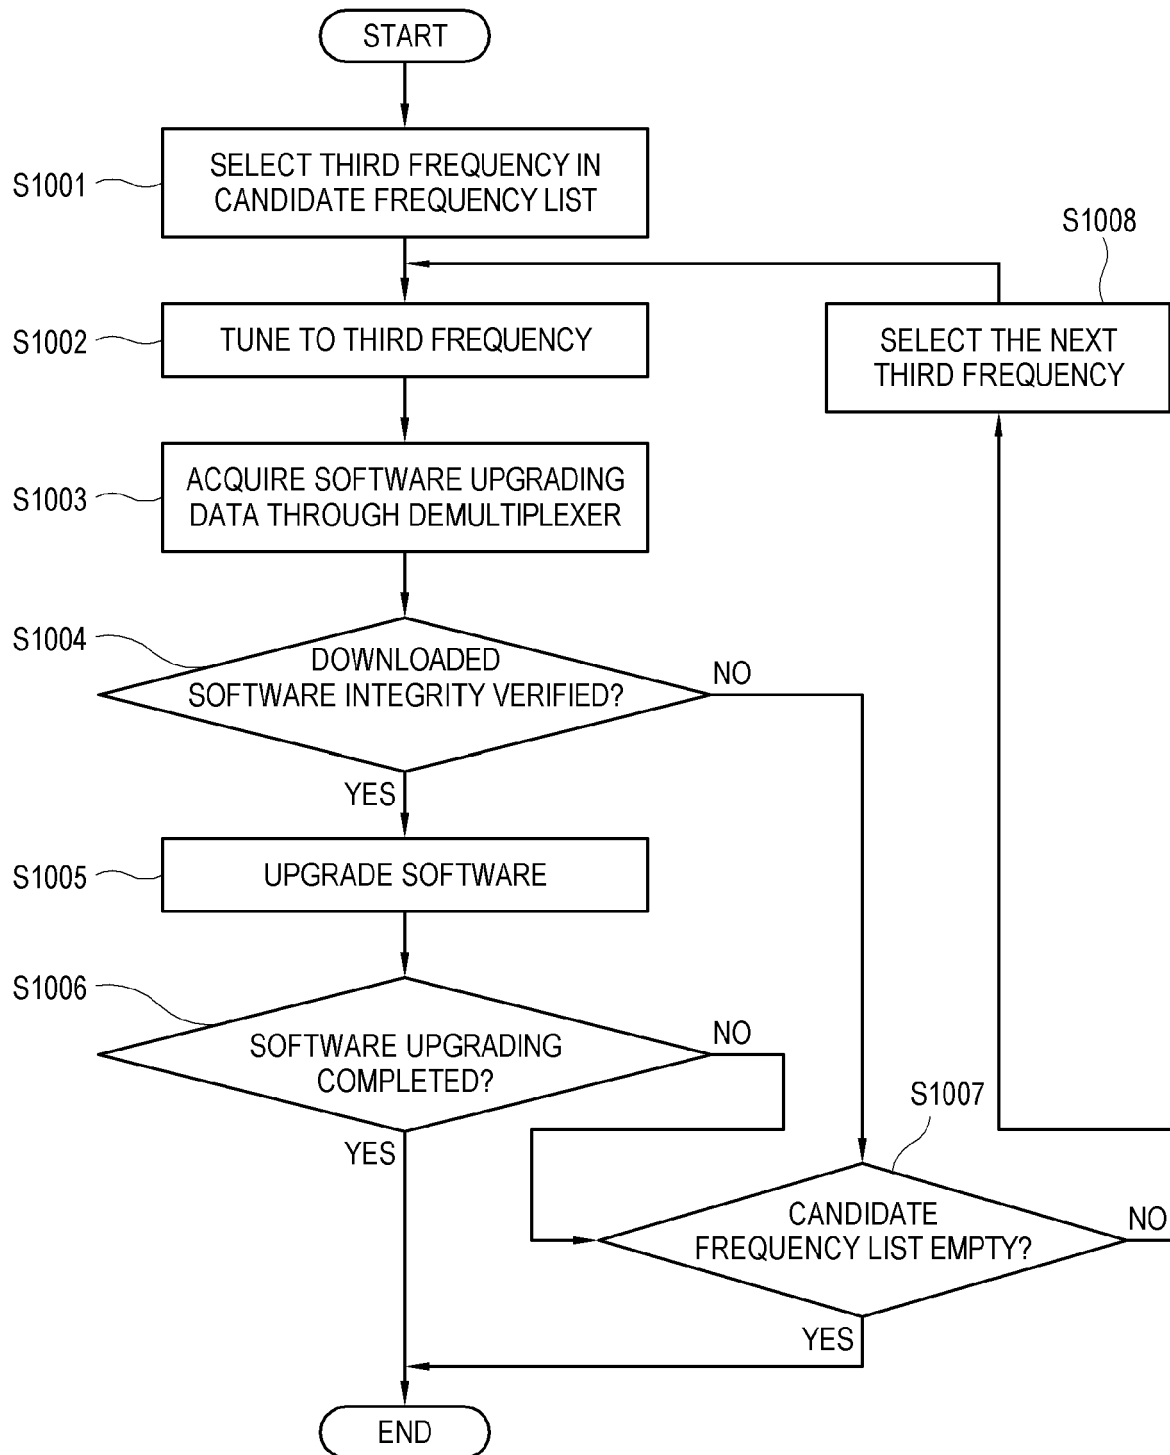 START
S1001
SELECT THIRD FREQUENCY IN
CANDIDATE FREQUENCY LIST
S1008
SELECT THE NEXT
THIRD FREQUENCY
S1002
TUNE TO THIRD FREQUENCY
S1003
ACQUIRE SOFTWARE UPGRADING
DATA THROUGH DEMULTIPLEXER
S1004
DOWNLOADED
SOFTWARE INTEGRITY VERIFIED?
NO
YES
S1005
UPGRADE SOFTWARE
S1006
SOFTWARE UPGRADING
COMPLETED?
NO
YES
S1007
CANDIDATE
FREQUENCY LIST EMPTY?
NO
YES
END